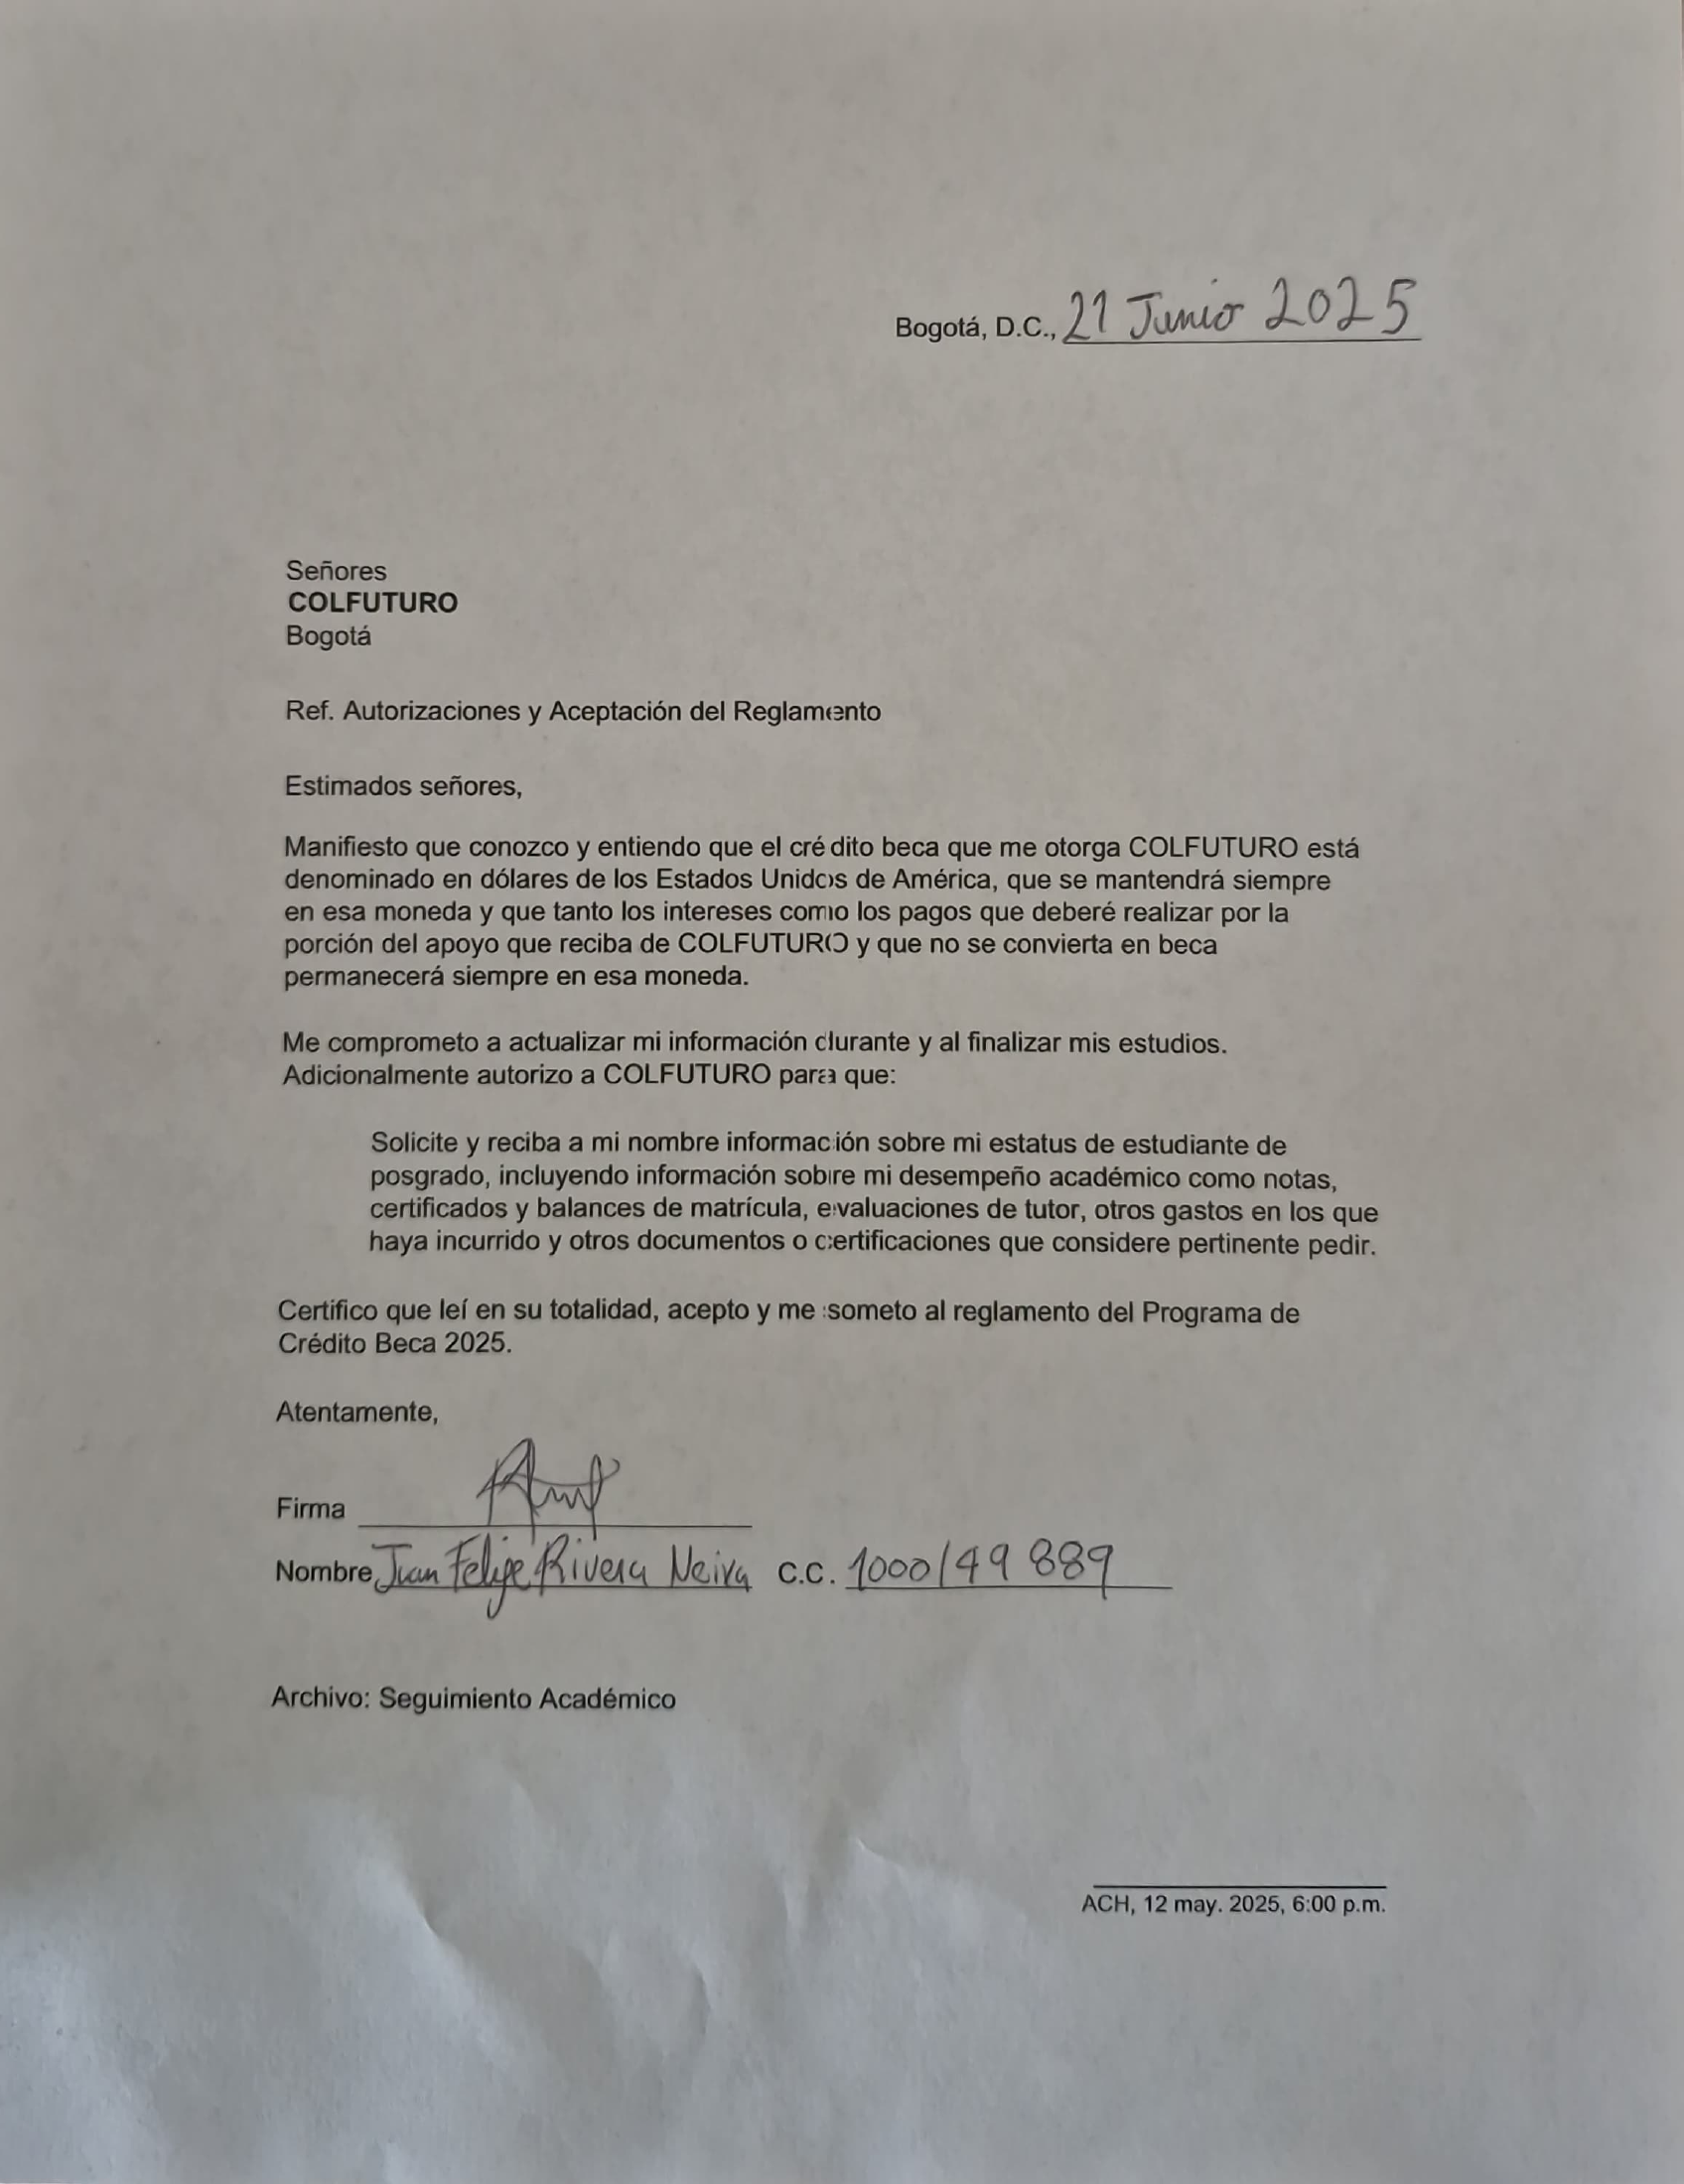 Bogotá, D.C., 21 Junio 2025
Señores
COLFUTURO
Bogotá
Ref. Autorizaciones y Aceptación del Reglamento
Estimados señores,
Manifiesto que conozco y entiendo que el crédito beca que me otorga COLFUTURO está
denominado en dólares de los Estados Unidos de América, que se mantendrá siempre
en esa moneda y que tanto los intereses como los pagos que deberé realizar por la
porción del apoyo que reciba de COLFUTURO y que no se convierta en beca
permanecerá siempre en esa moneda.
Me comprometo a actualizar mi información durante y al finalizar mis estudios.
Adicionalmente autorizo a COLFUTURO para que:
Solicite y reciba a mi nombre información sobre mi estatus de estudiante de
posgrado, incluyendo información sobre mi desempeño académico como notas,
certificados y balances de matrícula, evaluaciones de tutor, otros gastos en los que
haya incurrido y otros documentos o certificaciones que considere pertinente pedir.
Certifico que leí en su totalidad, acepto y me someto al reglamento del Programa de
Crédito Beca 2025.
Atentamente,
Firma
Nombre Juan Felipe Rivera Neiva C.C. 1000149889
Archivo: Seguimiento Académico
ACH, 12 may. 2025, 6:00 p.m.